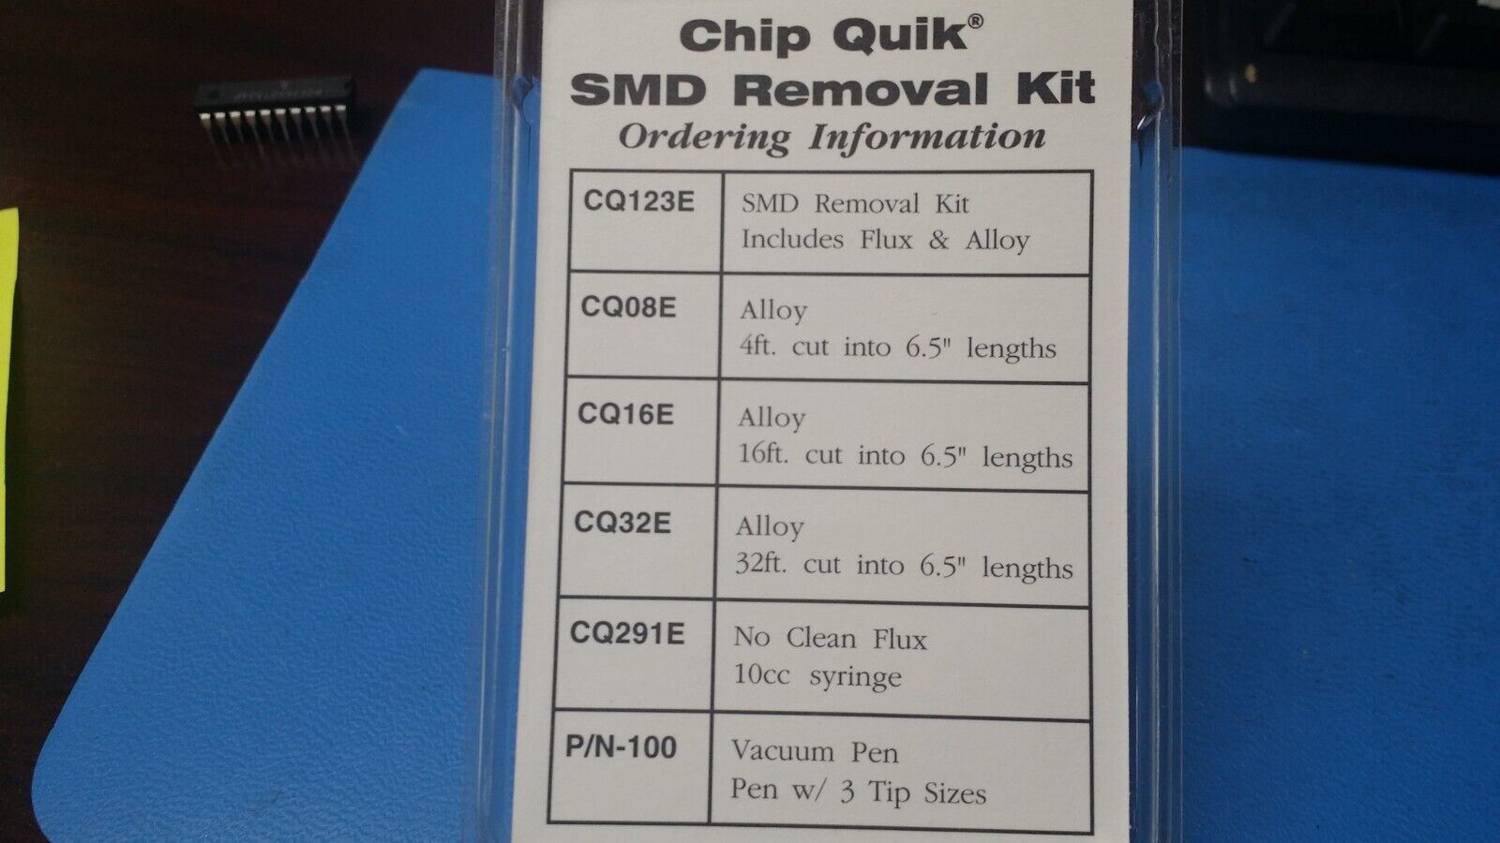 Chip Quik®
SMD Removal Kit
Ordering Information
CQ123E
SMD Removal Kit
Includes Flux & Alloy
CQ08E
Alloy
4ft. cut into 6.5" lengths
CQ16E
Alloy
16ft. cut into 6.5" lengths
CQ32E
Alloy
32ft. cut into 6.5" lengths
CQ291E
No Clean Flux
10cc syringe
P/N-100
Vacuum Pen
Pen w/ 3 Tip Sizes